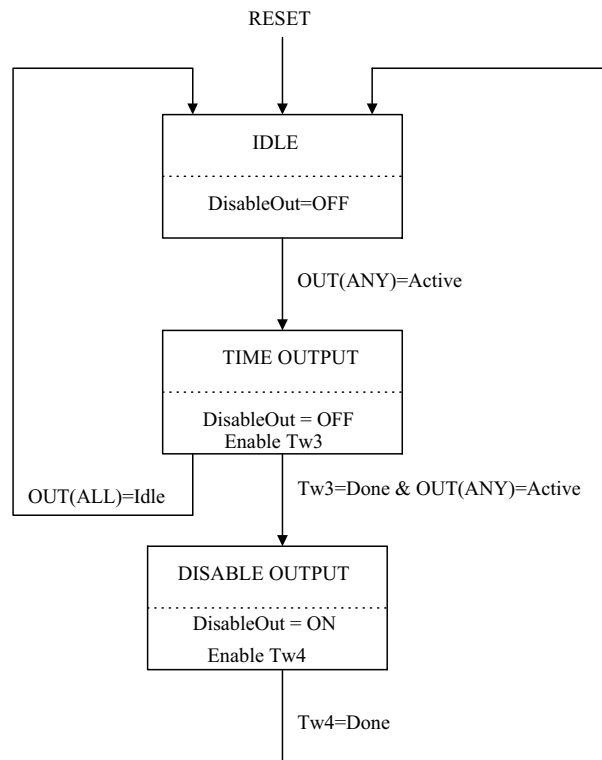 RESET
IDLE
DisableOut=OFF
OUT(ANY)=Active
TIME OUTPUT
DisableOut = OFF
Enable Tw3
OUT(ALL)=Idle
Tw3=Done & OUT(ANY)=Active
DISABLE OUTPUT
DisableOut = ON
Enable Tw4
Tw4=Done